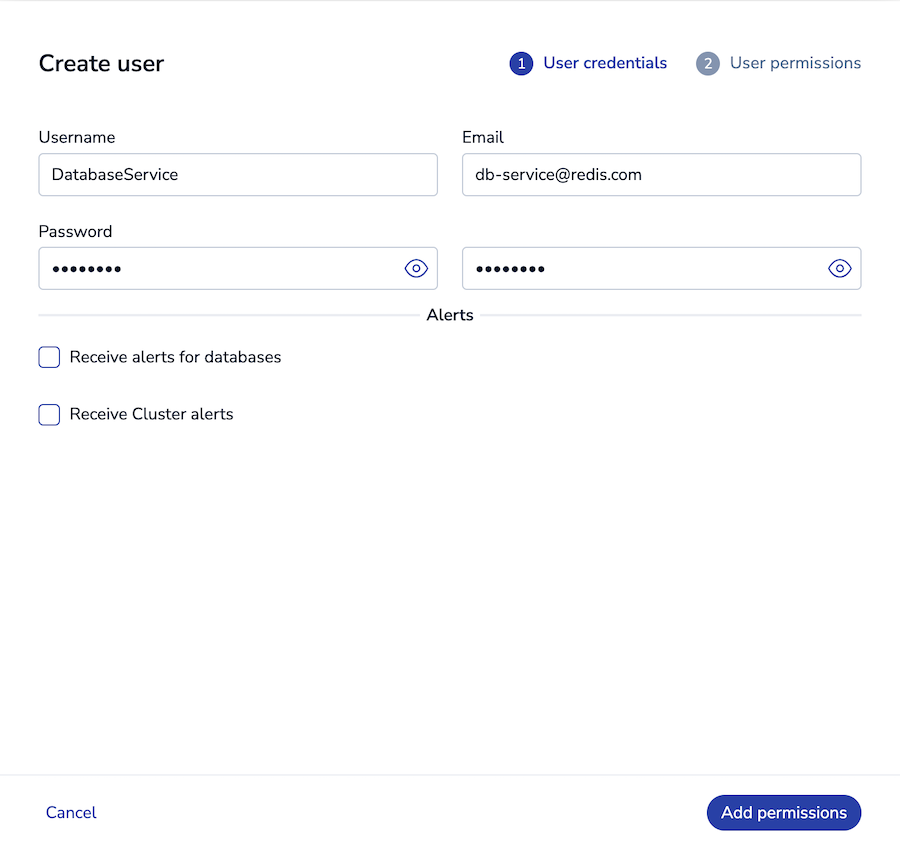 Create user
1 User credentials
2 User permissions
Username
Email
DatabaseService
db-service@redis.com
Password
••••••••
••••••••
Alerts
Receive alerts for databases
Receive Cluster alerts
Cancel
Add permissions